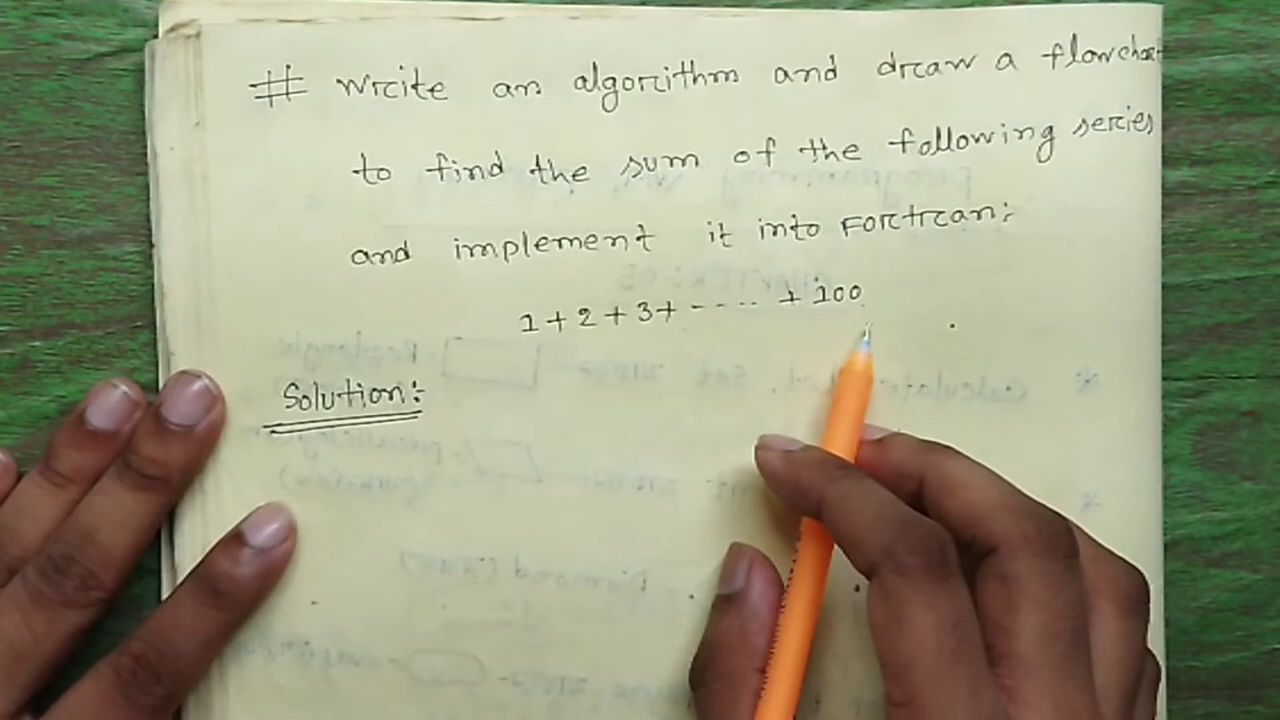 # Write an algorithm and draw a flowchart
to find the sum of the following series
and implement it into Fortran:
1 + 2 + 3 + ----- + 100
Solution: